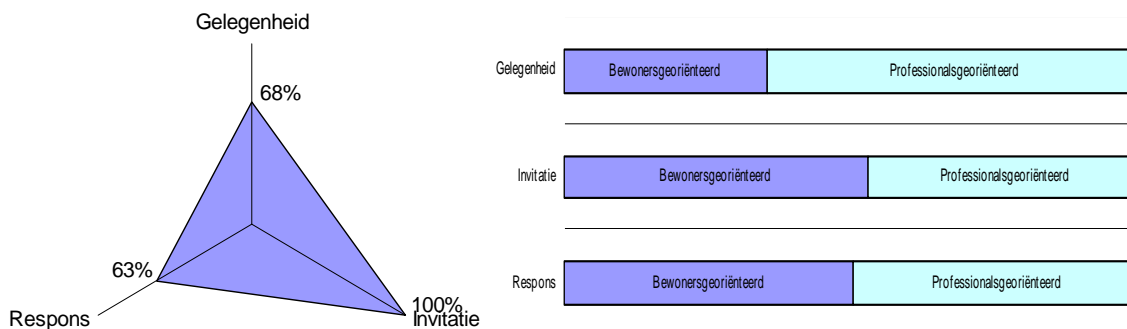 Gelegenheid
68%
63%
100%
Respons
Invitatie
Gelegenheid
Bewonersgeoriënteerd
Professionalsgeoriënteerd
Invitatie
Bewonersgeoriënteerd
Professionalsgeoriënteerd
Respons
Bewonersgeoriënteerd
Professionalsgeoriënteerd